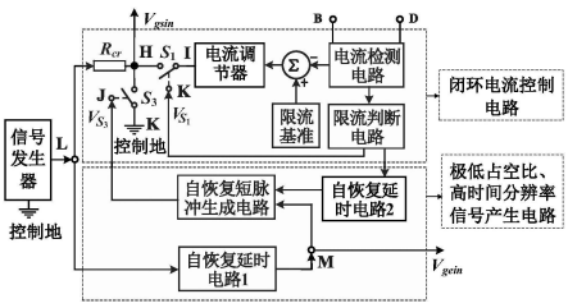 V_gsin
B
D
R_cr
H
S_1
I
电流调
节器
Σ
−
+
电流检测
电路
J
S_3
K
V_S3
K
V_S1
控制地
限流
基准
限流判断
电路
闭环电流控制
电路
信号
发生
器
L
控制地
自恢复短脉
冲生成电路
自恢复延
时电路2
极低占空比、
高时间分辨率
信号产生电路
自恢复延时
电路1
M
V_gein